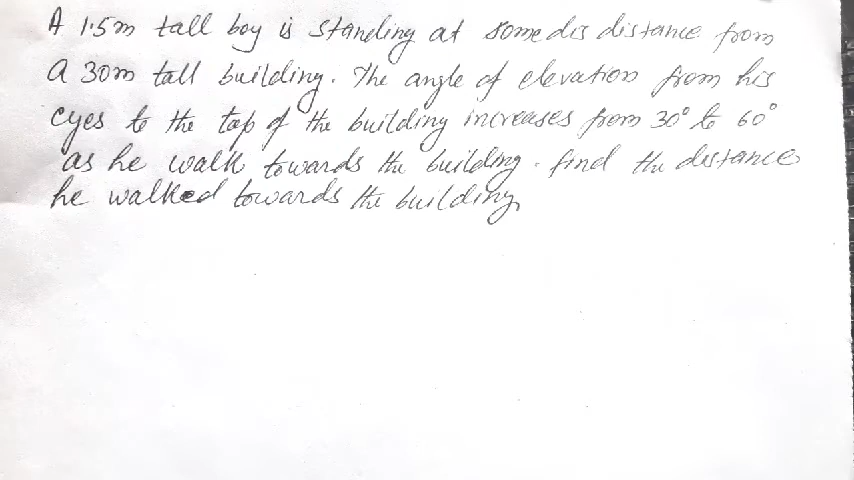 A 1.5m tall boy is standing at some dis distance from
a 30m tall building. The angle of elevation from his
eyes to the top of the building increases from 30° to 60°
as he walk towards the building. find the distance
he walked towards the building,